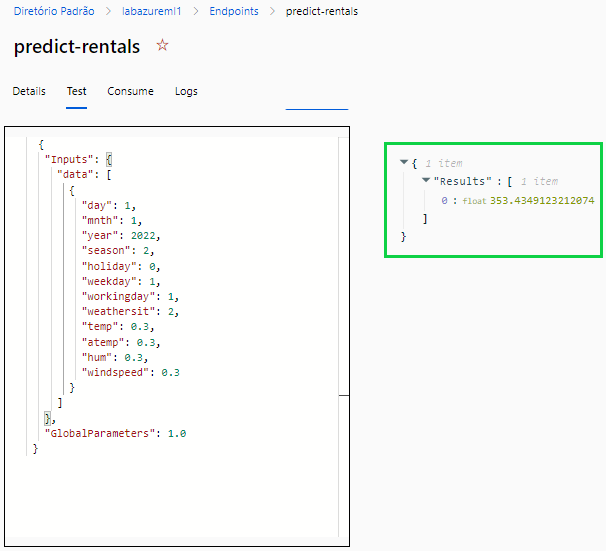 Diretório Padrão > labazureml1 > Endpoints > predict-rentals
predict-rentals ☆
Details Test Consume Logs
{
"Inputs": {
"data": [
{
"day": 1,
"mnth": 1,
"year": 2022,
"season": 2,
"holiday": 0,
"weekday": 1,
"workingday": 1,
"weathersit": 2,
"temp": 0.3,
"atemp": 0.3,
"hum": 0.3,
"windspeed": 0.3
}
]
},
"GlobalParameters": 1.0
}
{ 1 item
"Results" : [ 1 item
0 : float 353.4349123212074
]
}